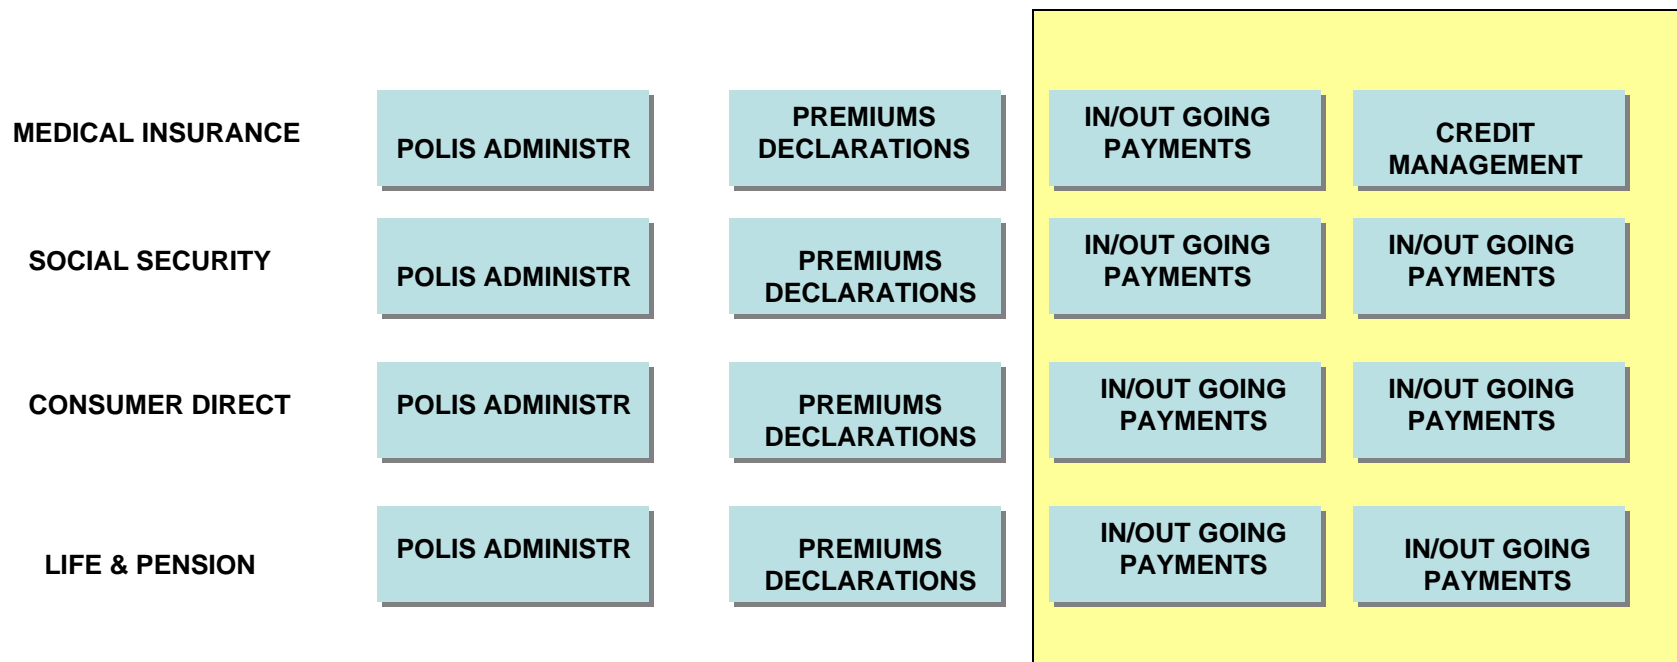 MEDICAL INSURANCE
POLIS ADMINISTR
PREMIUMS
DECLARATIONS
IN/OUT GOING
PAYMENTS
CREDIT
MANAGEMENT
SOCIAL SECURITY
POLIS ADMINISTR
PREMIUMS
DECLARATIONS
IN/OUT GOING
PAYMENTS
IN/OUT GOING
PAYMENTS
CONSUMER DIRECT
POLIS ADMINISTR
PREMIUMS
DECLARATIONS
IN/OUT GOING
PAYMENTS
IN/OUT GOING
PAYMENTS
LIFE & PENSION
POLIS ADMINISTR
PREMIUMS
DECLARATIONS
IN/OUT GOING
PAYMENTS
IN/OUT GOING
PAYMENTS